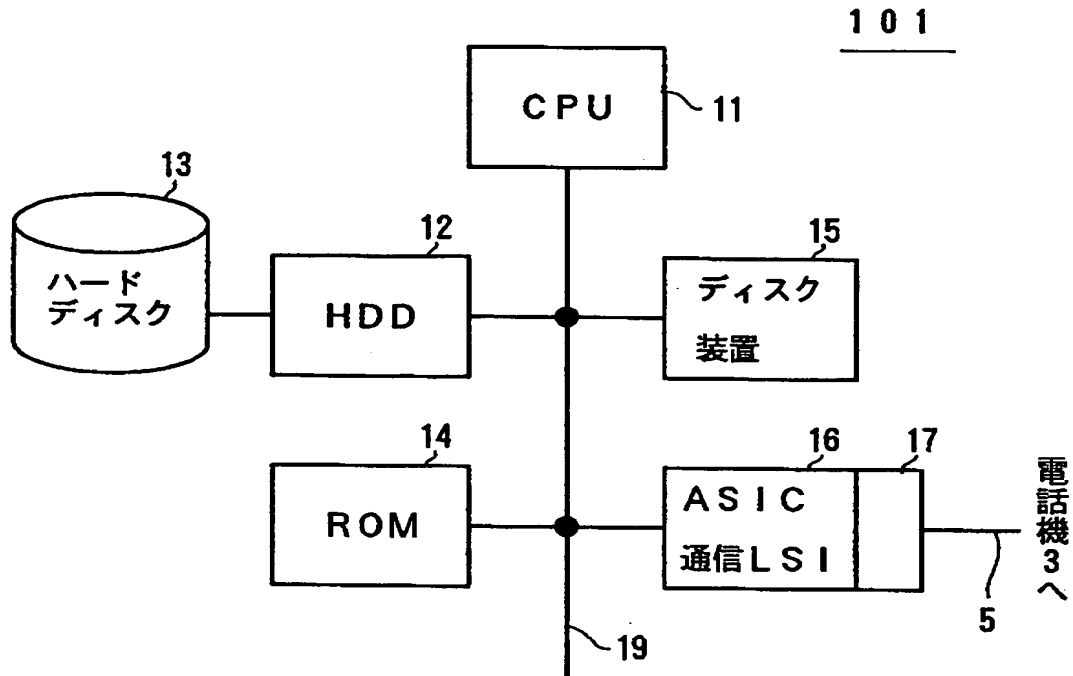 101
CPU
11
13
ハード
ディスク
12
HDD
15
ディスク
装置
14
ROM
16
17
ASIC
通信LSI
電話機3へ
5
19